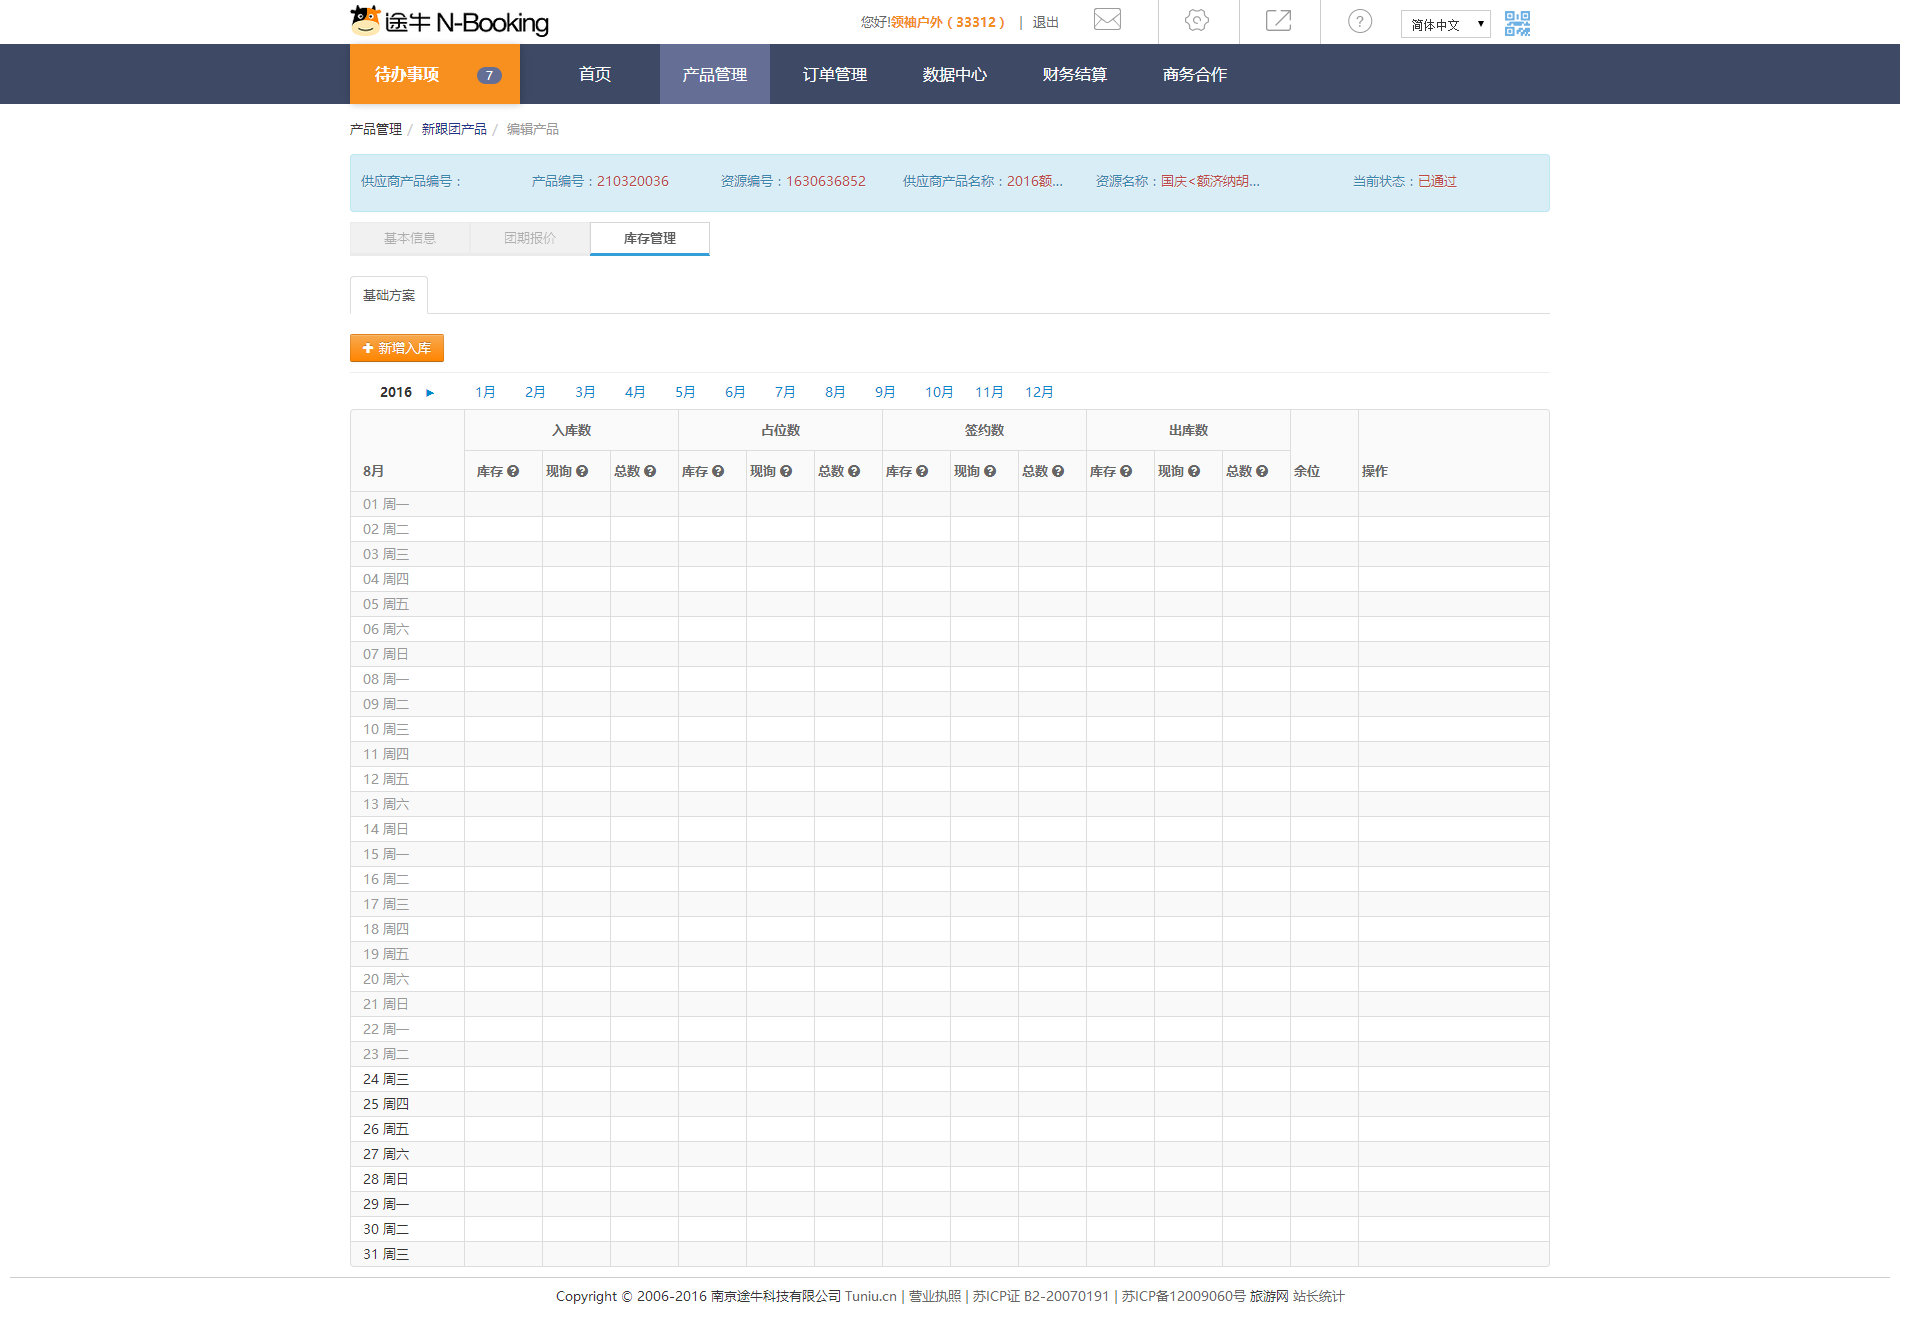 途牛 N-Booking
您好!领袖户外（33312） | 退出
?
简体中文
待办事项 7 首页 产品管理 订单管理 数据中心 财务结算 商务合作
产品管理 / 新跟团产品 / 编辑产品
供应商产品编号： 产品编号：210320036 资源编号：1630636852 供应商产品名称：2016额... 资源名称：国庆<额济纳胡... 当前状态：已通过
基本信息 团期报价 库存管理
基础方案
新增入库
2016 1月 2月 3月 4月 5月 6月 7月 8月 9月 10月 11月 12月
入库数 占位数 签约数 出库数
8月 库存 现询 总数 库存 现询 总数 库存 现询 总数 库存 现询 总数 余位 操作
01 周一
02 周二
03 周三
04 周四
05 周五
06 周六
07 周日
08 周一
09 周二
10 周三
11 周四
12 周五
13 周六
14 周日
15 周一
16 周二
17 周三
18 周四
19 周五
20 周六
21 周日
22 周一
23 周二
24 周三
25 周四
26 周五
27 周六
28 周日
29 周一
30 周二
31 周三
Copyright © 2006-2016 南京途牛科技有限公司 Tuniu.cn | 营业执照 | 苏ICP证 B2-20070191 | 苏ICP备12009060号 旅游网 站长统计